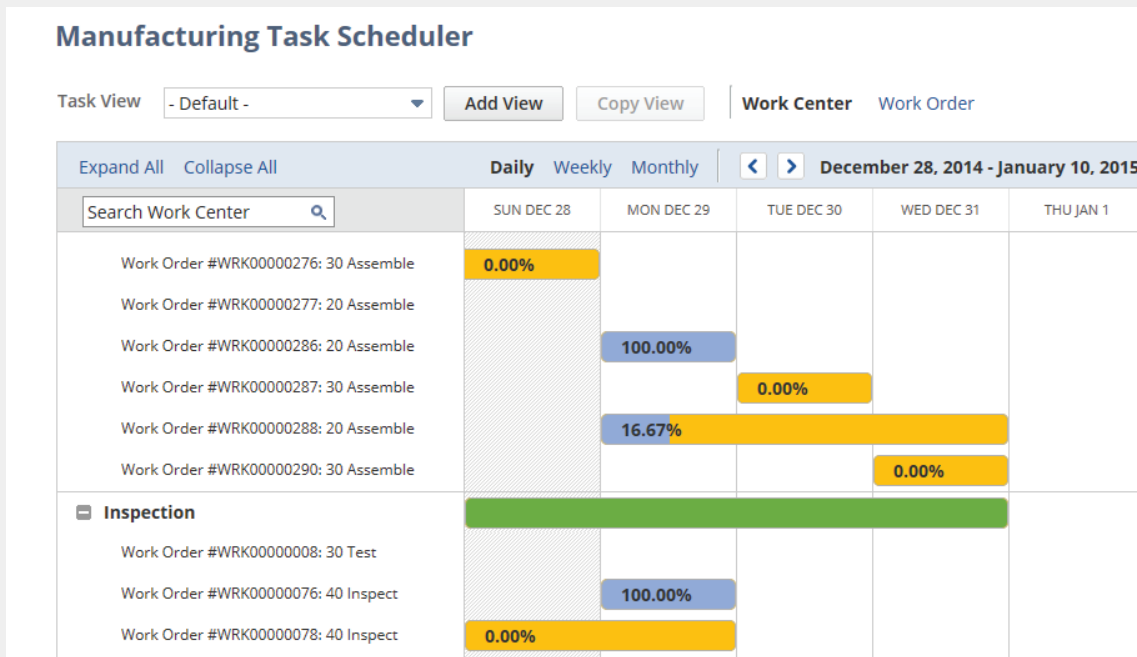 Manufacturing Task Scheduler
Task View - Default - Add View Copy View Work Center Work Order
Expand All Collapse All Daily Weekly Monthly December 28, 2014 - January 10, 2015
Search Work Center SUN DEC 28 MON DEC 29 TUE DEC 30 WED DEC 31 THU JAN 1
Work Order #WRK00000276: 30 Assemble 0.00%
Work Order #WRK00000277: 20 Assemble
Work Order #WRK00000286: 20 Assemble 100.00%
Work Order #WRK00000287: 30 Assemble 0.00%
Work Order #WRK00000288: 20 Assemble 16.67%
Work Order #WRK00000290: 30 Assemble 0.00%
Inspection
Work Order #WRK00000008: 30 Test
Work Order #WRK00000076: 40 Inspect 100.00%
Work Order #WRK00000078: 40 Inspect 0.00%